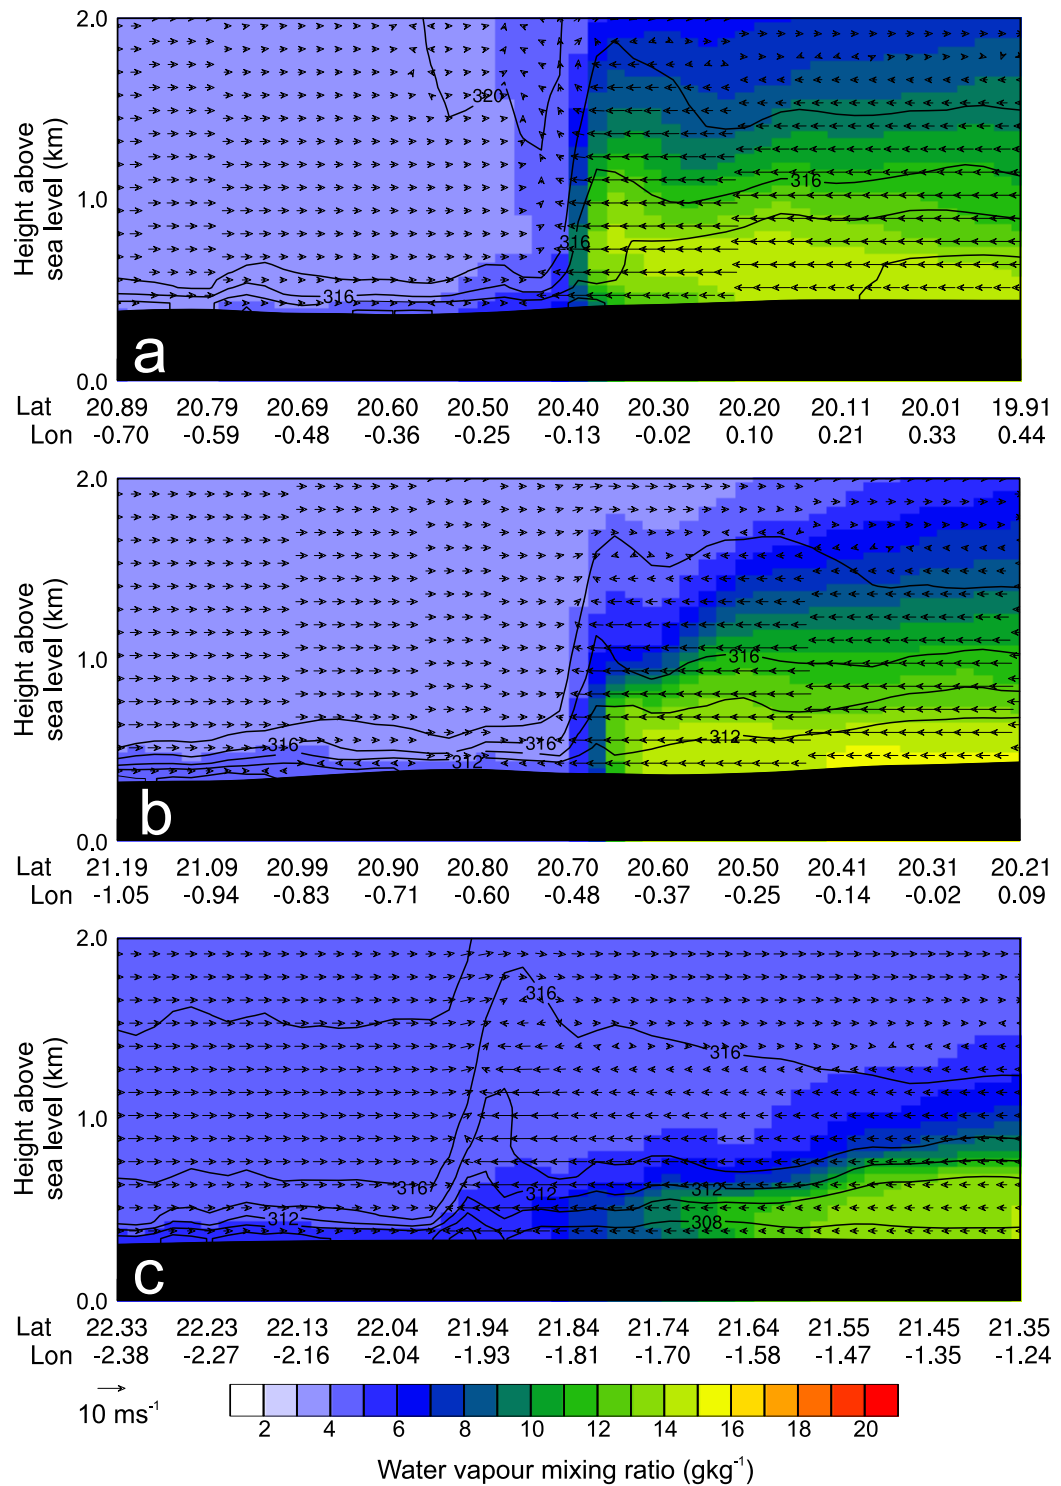 2.0
320
Height above
sea level (km)
1.0
316
316
316
a
0.0
Lat 20.89 20.79 20.69 20.60 20.50 20.40 20.30 20.20 20.11 20.01 19.91
Lon -0.70 -0.59 -0.48 -0.36 -0.25 -0.13 -0.02 0.10 0.21 0.33 0.44
2.0
Height above
sea level (km)
1.0
316
316
316
312
312
b
0.0
Lat 21.19 21.09 20.99 20.90 20.80 20.70 20.60 20.50 20.41 20.31 20.21
Lon -1.05 -0.94 -0.83 -0.71 -0.60 -0.48 -0.37 -0.25 -0.14 -0.02 0.09
2.0
316
316
Height above
sea level (km)
1.0
316
312
312
312
308
c
0.0
Lat 22.33 22.23 22.13 22.04 21.94 21.84 21.74 21.64 21.55 21.45 21.35
Lon -2.38 -2.27 -2.16 -2.04 -1.93 -1.81 -1.70 -1.58 -1.47 -1.35 -1.24
10 ms⁻¹
2 4 6 8 10 12 14 16 18 20
Water vapour mixing ratio (gkg⁻¹)